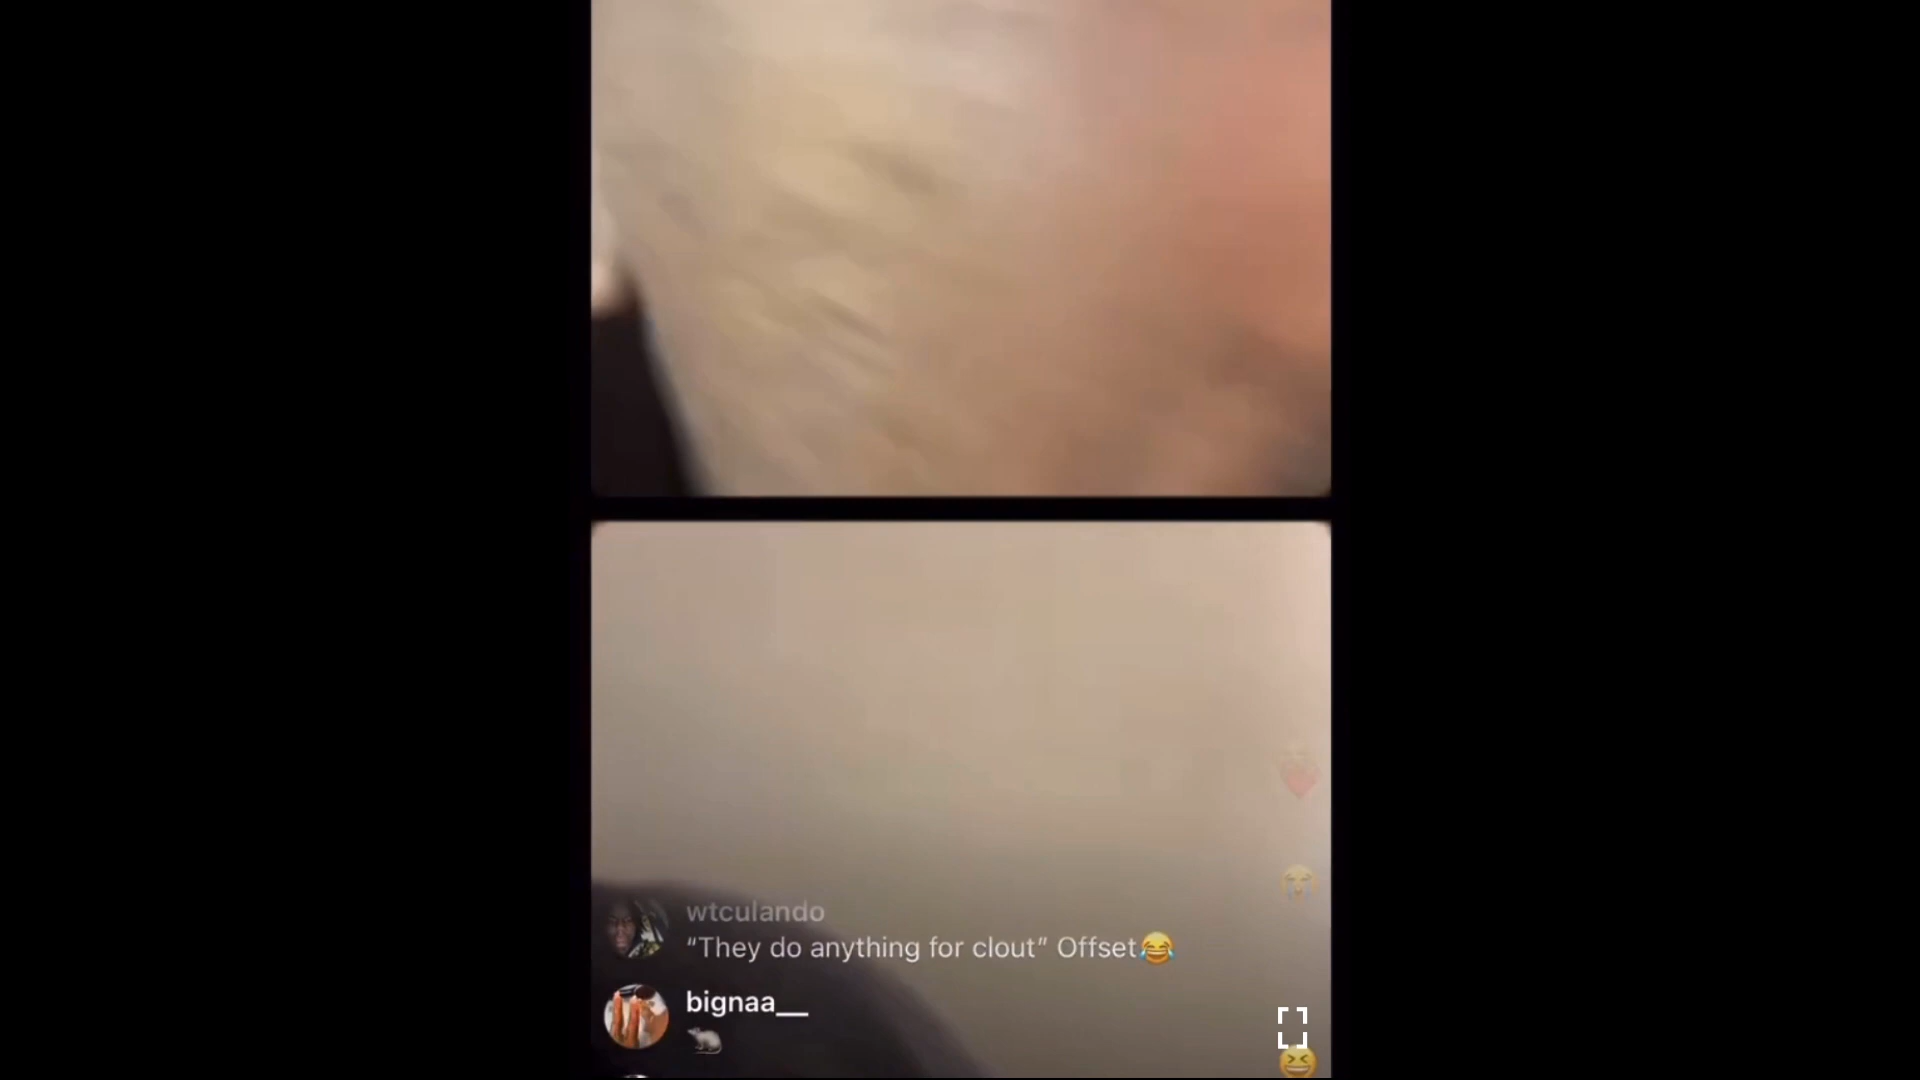 wtculando
“They do anything for clout” Offset😂
bignaa__
🐀